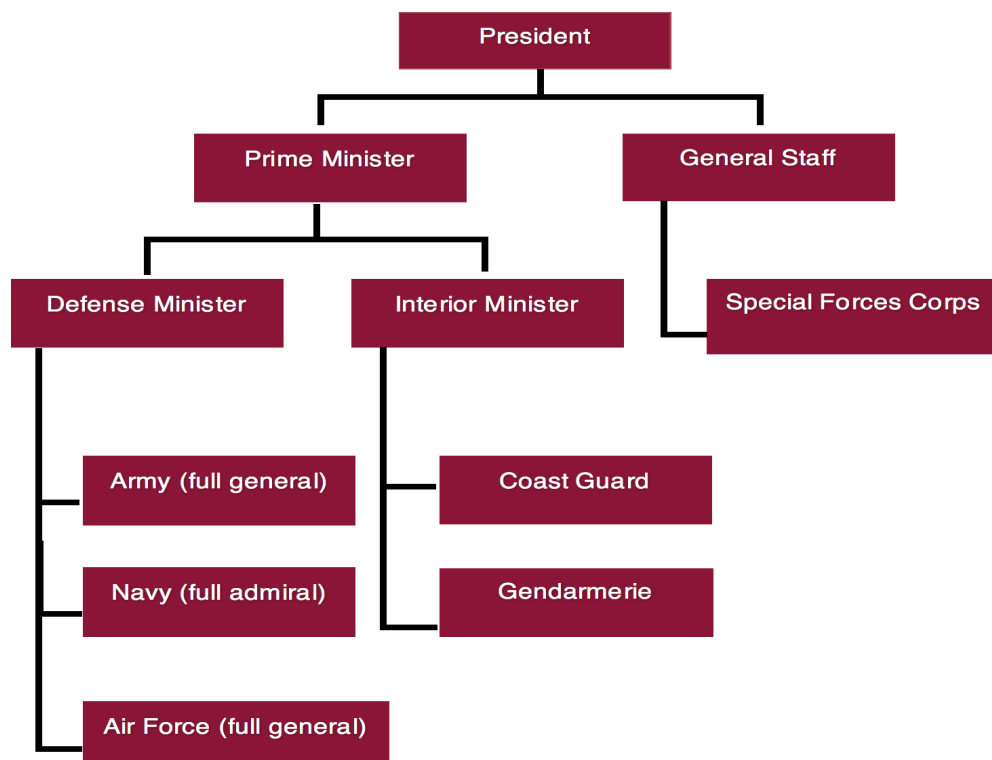 President
Prime Minister
General Staff
Defense Minister
Interior Minister
Special Forces Corps
Army (full general)
Coast Guard
Navy (full admiral)
Gendarmerie
Air Force (full general)